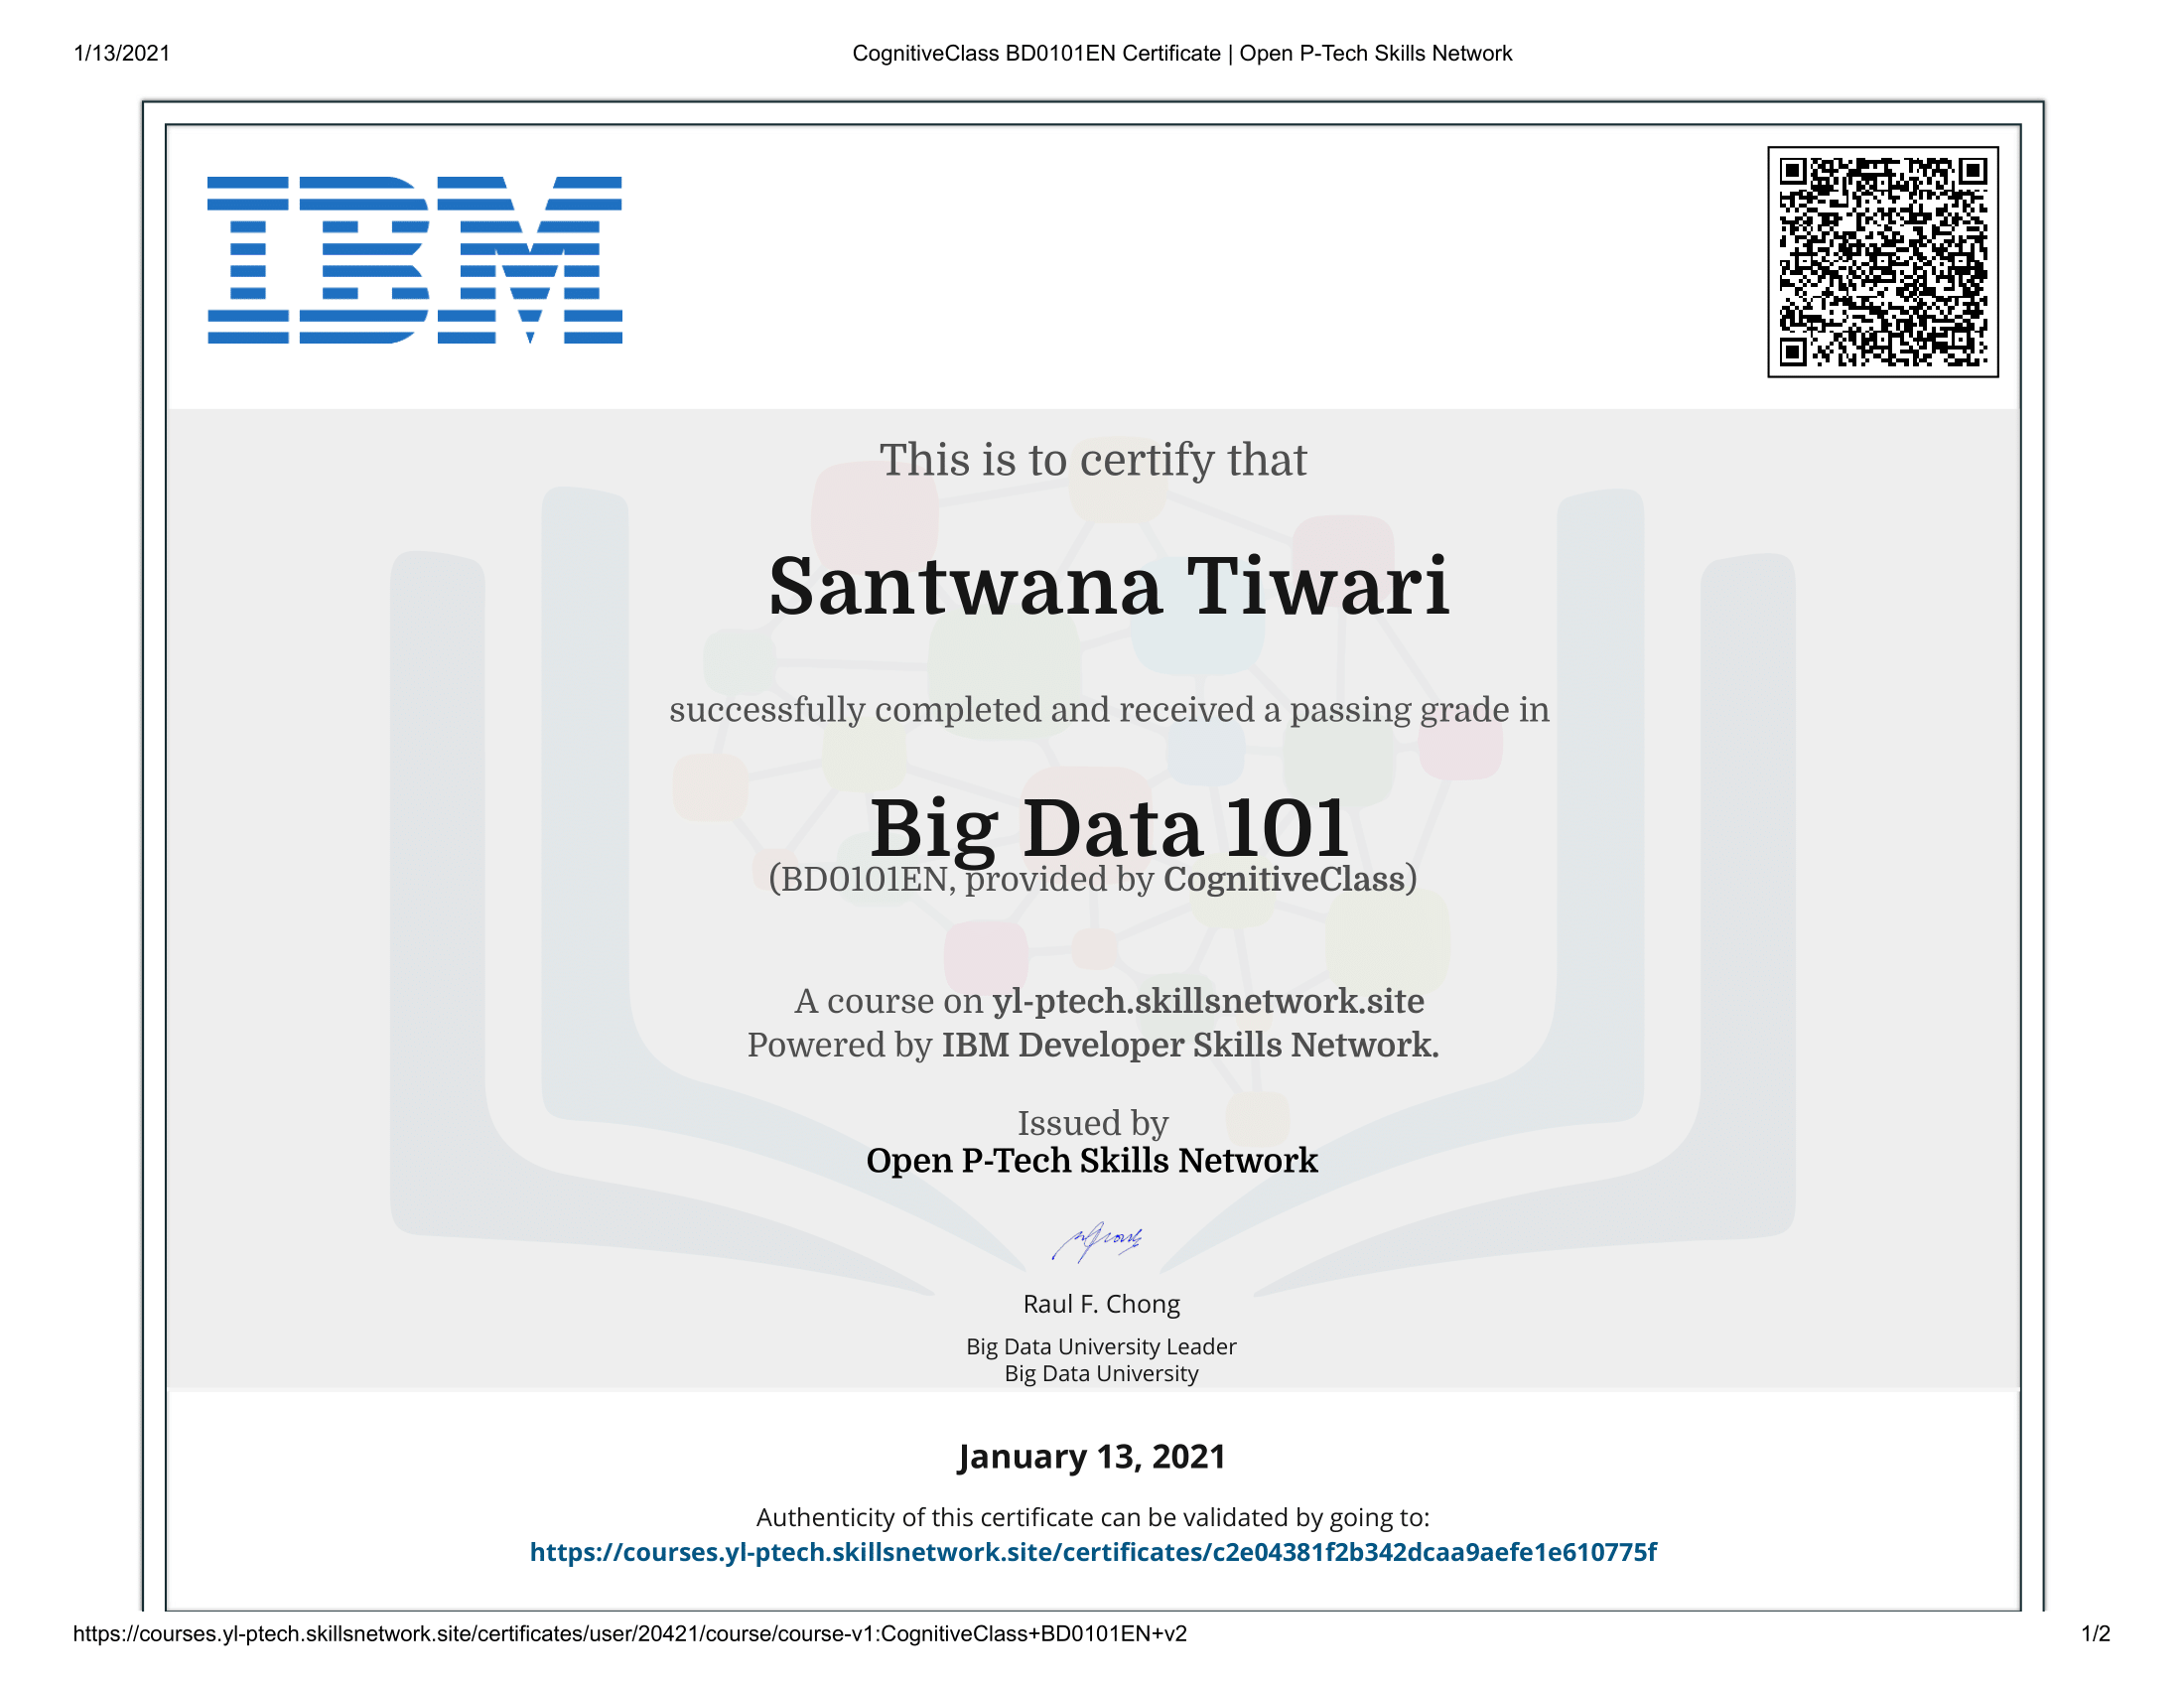 1/13/2021
CognitiveClass BD0101EN Certificate | Open P-Tech Skills Network
IBM
This is to certify that
Santwana Tiwari
successfully completed and received a passing grade in
Big Data 101
(BD0101EN, provided by CognitiveClass)
A course on yl-ptech.skillsnetwork.site
Powered by IBM Developer Skills Network.
Issued by
Open P-Tech Skills Network
Raul F. Chong
Big Data University Leader
Big Data University
January 13, 2021
Authenticity of this certificate can be validated by going to:
https://courses.yl-ptech.skillsnetwork.site/certificates/c2e04381f2b342dcaa9aefe1e610775f
https://courses.yl-ptech.skillsnetwork.site/certificates/user/20421/course/course-v1:CognitiveClass+BD0101EN+v2
1/2